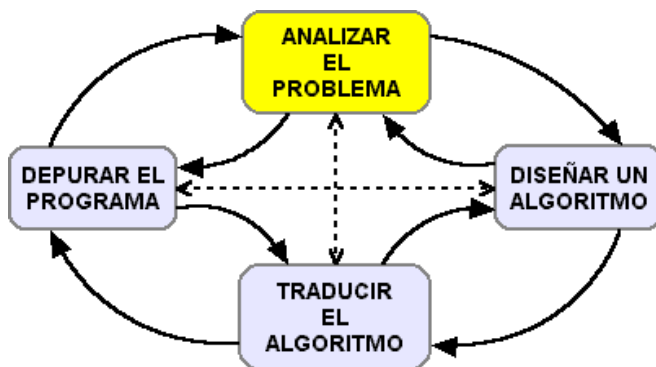 ANALIZAR
EL
PROBLEMA
DEPURAR EL
PROGRAMA
DISEÑAR UN
ALGORITMO
TRADUCIR
EL
ALGORITMO